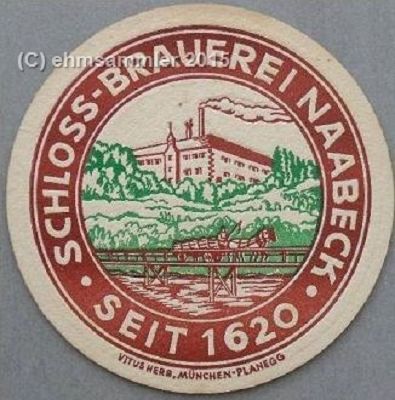 (C) ehmsammler 2015
SCHLOSS-BRAUEREI NAABECK
· SEIT 1620 ·
VITUS HERB, MÜNCHEN-PLANEGG